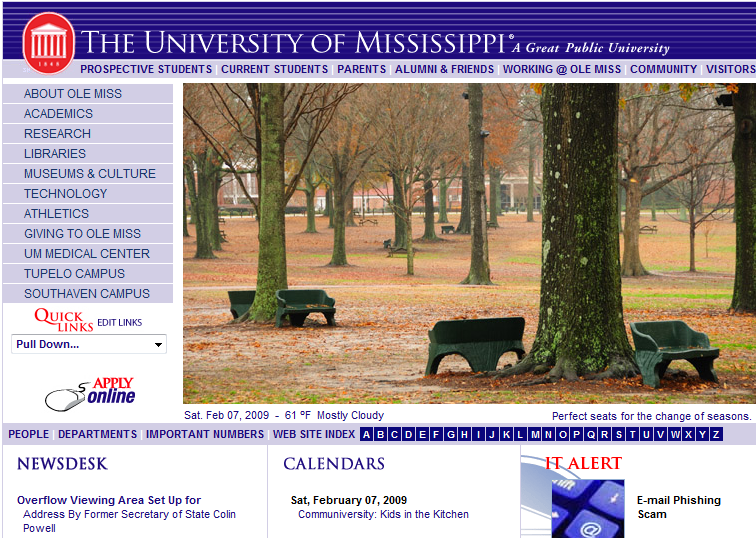 THE UNIVERSITY OF MISSISSIPPI® A Great Public University
1848
PROSPECTIVE STUDENTS | CURRENT STUDENTS | PARENTS | ALUMNI & FRIENDS | WORKING @ OLE MISS | COMMUNITY | VISITORS
ABOUT OLE MISS
ACADEMICS
RESEARCH
LIBRARIES
MUSEUMS & CULTURE
TECHNOLOGY
ATHLETICS
GIVING TO OLE MISS
UM MEDICAL CENTER
TUPELO CAMPUS
SOUTHAVEN CAMPUS
QUICK LINKS EDIT LINKS
Pull Down...
APPLY
online
Sat. Feb 07, 2009 - 61 ºF Mostly Cloudy
Perfect seats for the change of seasons.
PEOPLE | DEPARTMENTS | IMPORTANT NUMBERS | WEB SITE INDEX A B C D E F G H I J K L M N O P Q R S T U V W X Y Z
NEWSDESK
Overflow Viewing Area Set Up for
Address By Former Secretary of State Colin
Powell
CALENDARS
Sat, February 07, 2009
Communiversity: Kids in the Kitchen
IT ALERT
E-mail Phishing
Scam
@